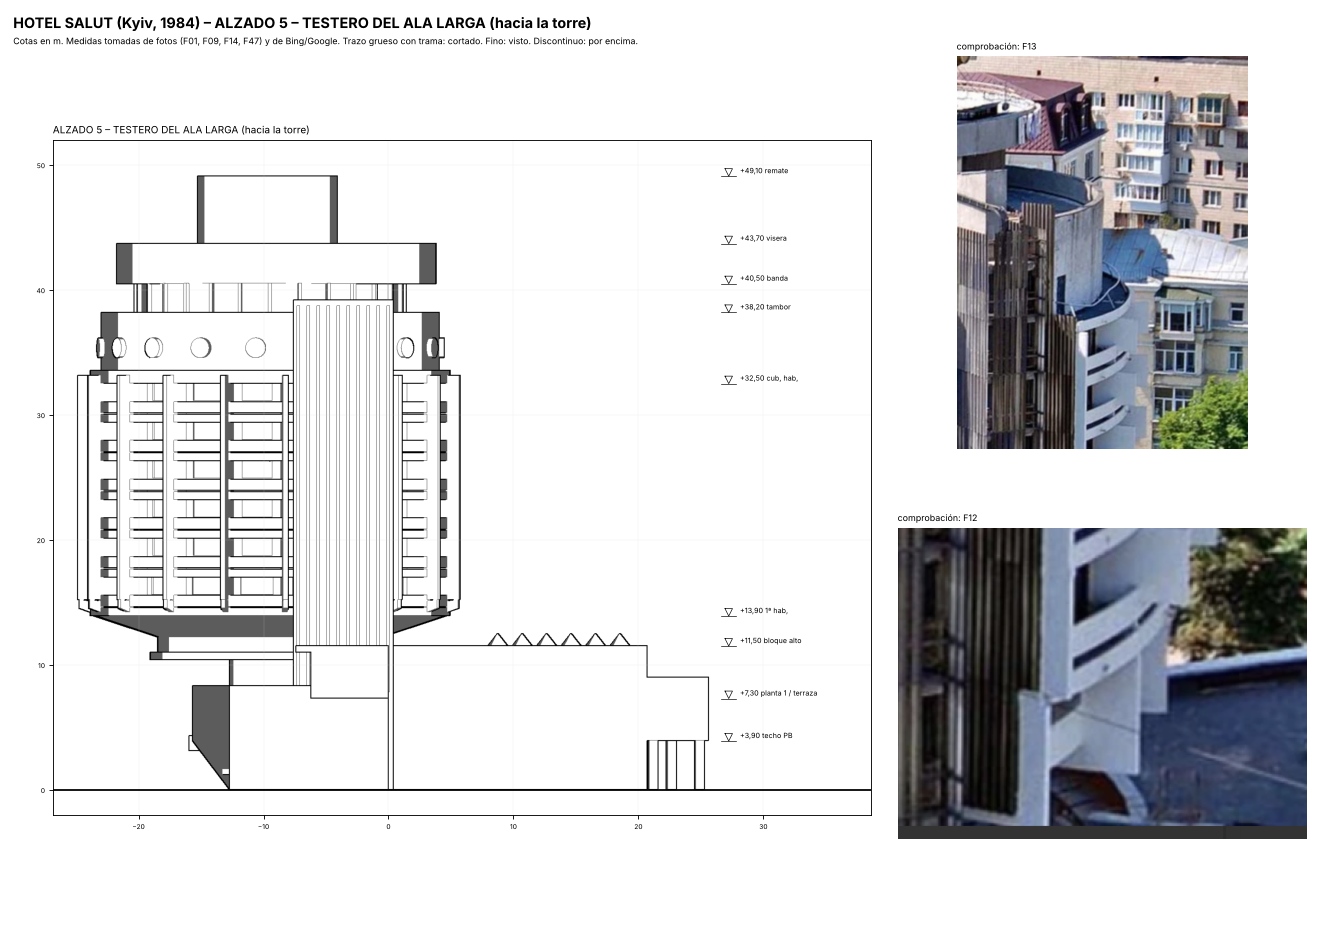 HOTEL SALUT (Kyiv, 1984) – ALZADO 5 – TESTERO DEL ALA LARGA (hacia la torre)
Cotas en m. Medidas tomadas de fotos (F01, F09, F14, F47) y de Bing/Google. Trazo grueso con trama: cortado. Fino: visto. Discontinuo: por encima.
comprobación: F13
ALZADO 5 – TESTERO DEL ALA LARGA (hacia la torre)
50
+49,10 remate
+43,70 visera
40
+40,50 banda
+38,20 tambor
+32,50 cub, hab,
30
comprobación: F12
20
+13,90 1ª hab,
+11,50 bloque alto
10
+7,30 planta 1 / terraza
+3,90 techo PB
0
−20
−10
0
10
20
30